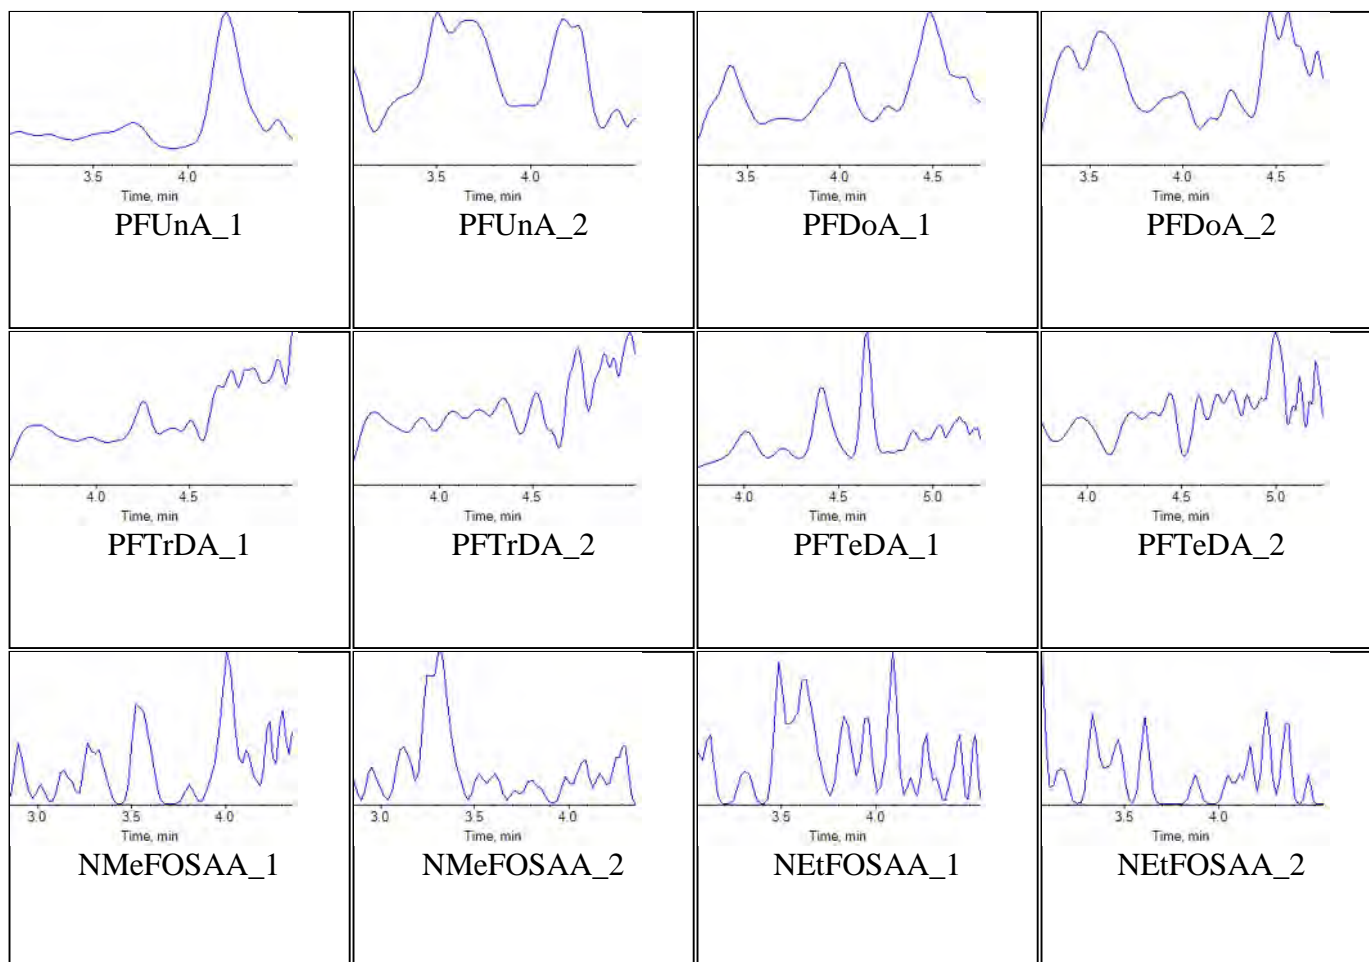 3.5 4.0
Time, min
PFUnA_1
3.5 4.0
Time, min
PFUnA_2
3.5 4.0 4.5
Time, min
PFDoA_1
3.5 4.0 4.5
Time, min
PFDoA_2
4.0 4.5
Time, min
PFTrDA_1
4.0 4.5
Time, min
PFTrDA_2
4.0 4.5 5.0
Time, min
PFTeDA_1
4.0 4.5 5.0
Time, min
PFTeDA_2
3.0 3.5 4.0
Time, min
NMeFOSAA_1
3.0 3.5 4.0
Time, min
NMeFOSAA_2
3.5 4.0
Time, min
NEtFOSAA_1
3.5 4.0
Time, min
NEtFOSAA_2